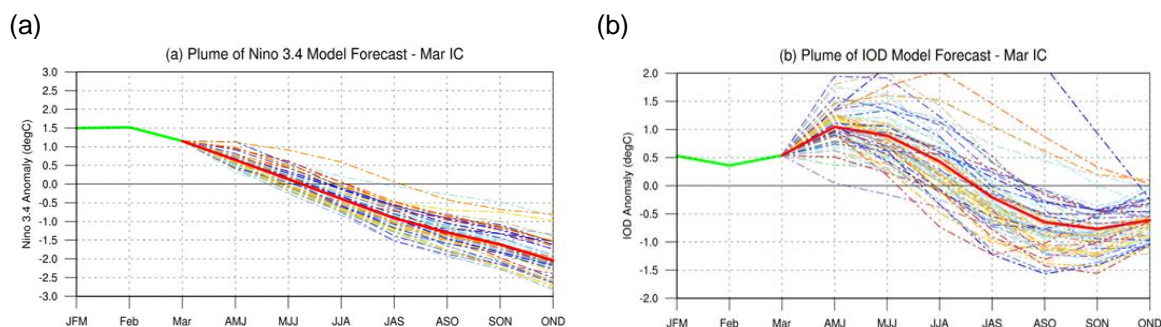 (a)
(a) Plume of Nino 3.4 Model Forecast - Mar IC
Nino 3.4 Anomaly (degC)
3.0
2.5
2.0
1.5
1.0
0.5
0.0
-0.5
-1.0
-1.5
-2.0
-2.5
-3.0
JFM Feb Mar AMJ MJJ JJA JAS ASO SON OND
(b)
(b) Plume of IOD Model Forecast - Mar IC
IOD Anomaly (degC)
2.0
1.5
1.0
0.5
0.0
-0.5
-1.0
-1.5
-2.0
JFM Feb Mar AMJ MJJ JJA JAS ASO SON OND